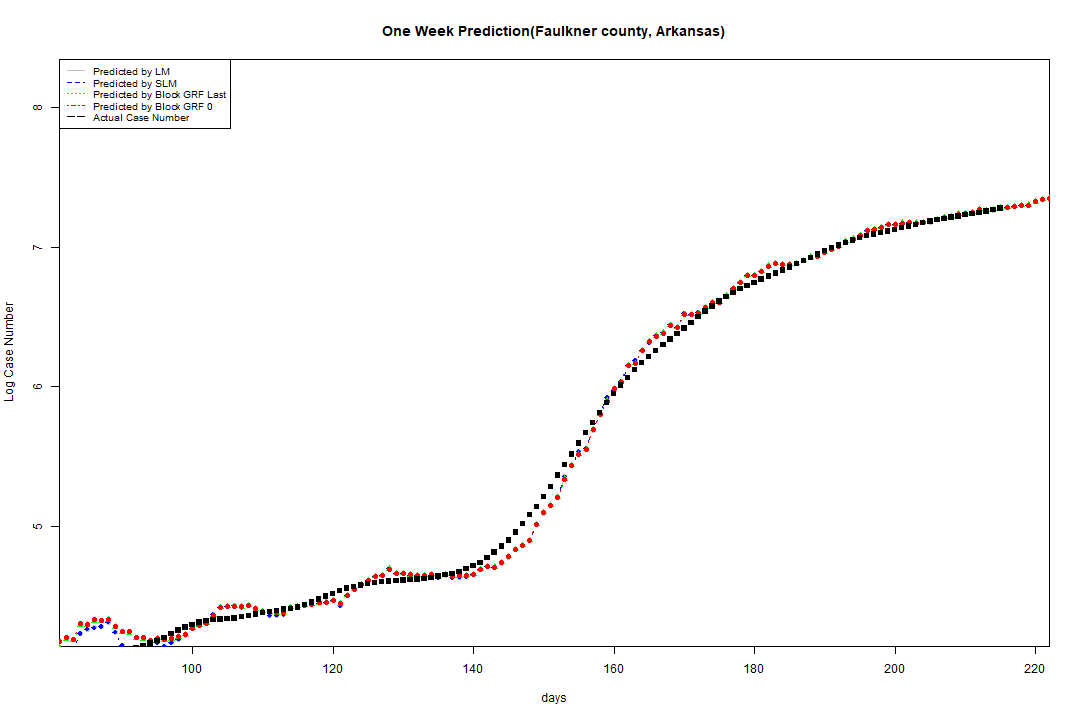 One Week Prediction(Faulkner county, Arkansas)
Predicted by LM
Predicted by SLM
Predicted by Block GRF Last
Predicted by Block GRF 0
Actual Case Number
8
7
6
5
Log Case Number
100 120 140 160 180 200 220
days